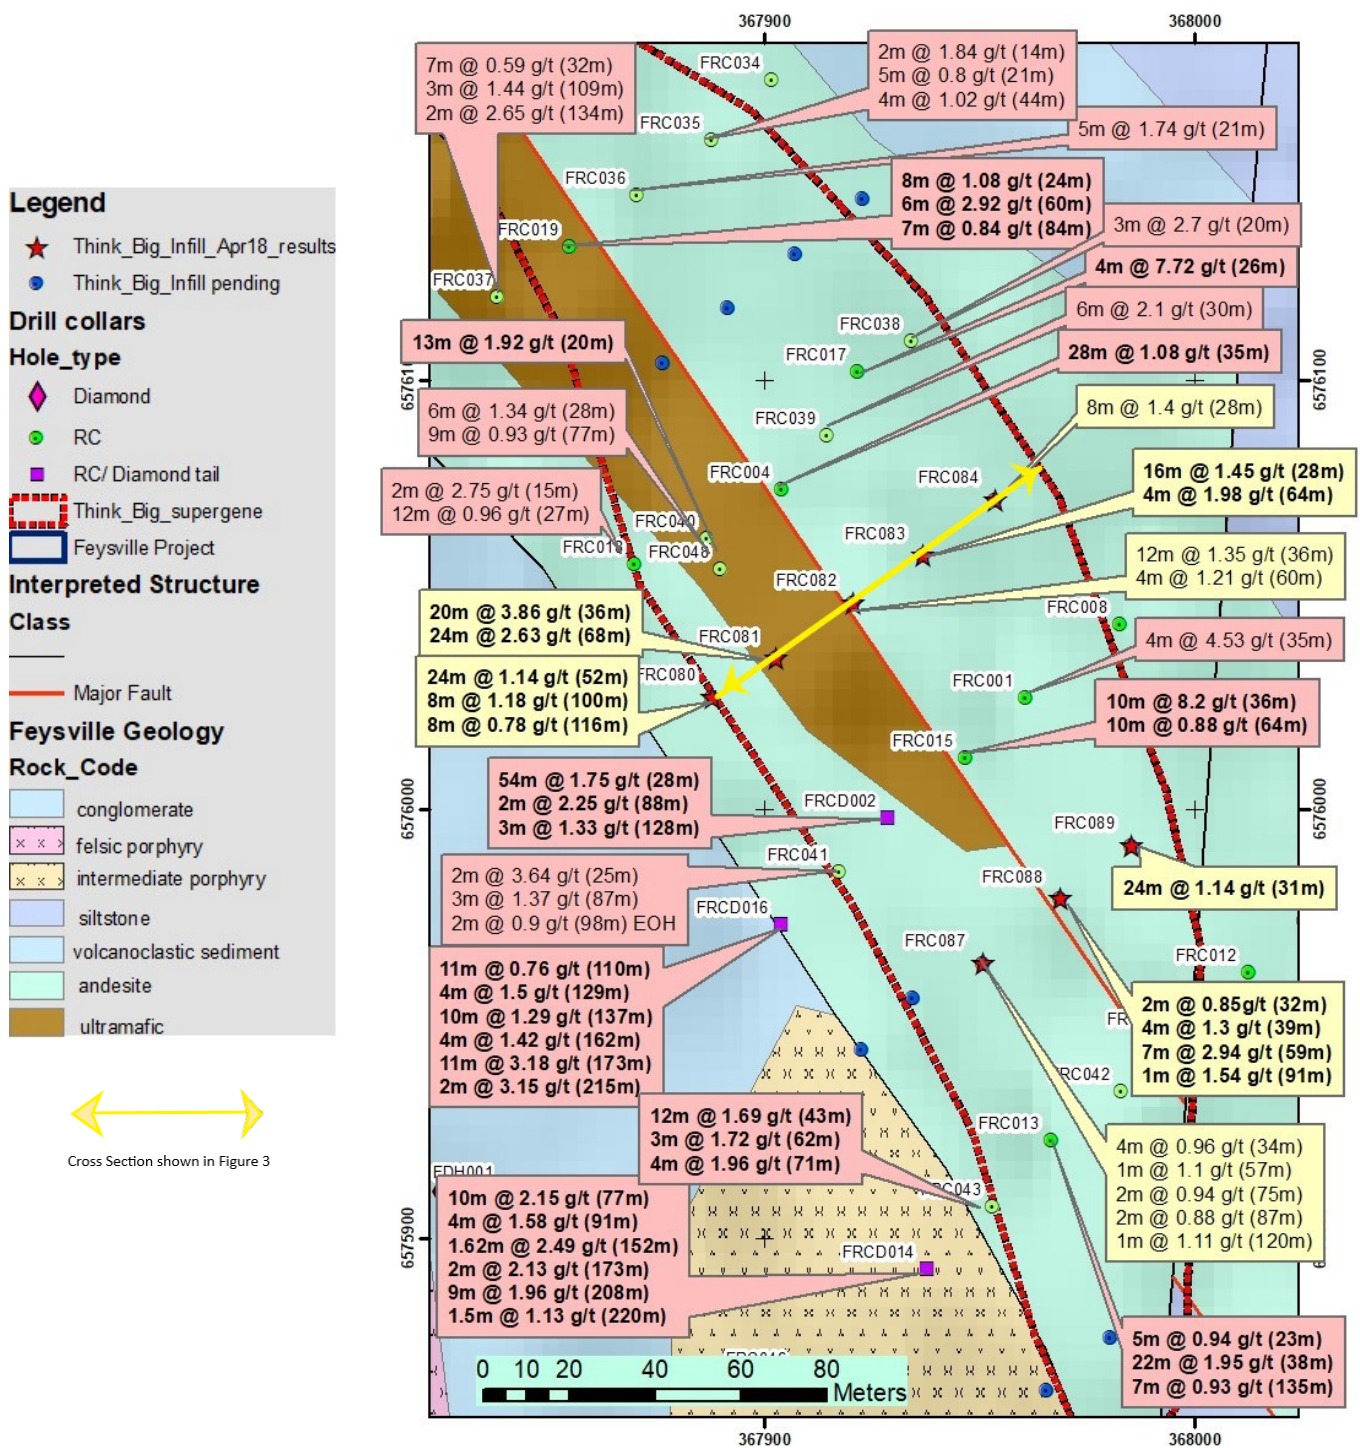 367900
368000
7m @ 0.59 g/t (32m)
3m @ 1.44 g/t (109m)
2m @ 2.65 g/t (134m)
FRC034
2m @ 1.84 g/t (14m)
5m @ 0.8 g/t (21m)
4m @ 1.02 g/t (44m)
FRC035
5m @ 1.74 g/t (21m)
FRC036
8m @ 1.08 g/t (24m)
6m @ 2.92 g/t (60m)
7m @ 0.84 g/t (84m)
FRC019
3m @ 2.7 g/t (20m)
FRC037
4m @ 7.72 g/t (26m)
6m @ 2.1 g/t (30m)
FRC038
13m @ 1.92 g/t (20m)
FRC017
28m @ 1.08 g/t (35m)
6576100
6m @ 1.34 g/t (28m)
9m @ 0.93 g/t (77m)
FRC039
8m @ 1.4 g/t (28m)
FRC004
FRC084
16m @ 1.45 g/t (28m)
4m @ 1.98 g/t (64m)
2m @ 2.75 g/t (15m)
12m @ 0.96 g/t (27m)
FRC040
FRC018
FRC048
FRC083
12m @ 1.35 g/t (36m)
4m @ 1.21 g/t (60m)
FRC082
FRC008
20m @ 3.86 g/t (36m)
24m @ 2.63 g/t (68m)
FRC081
4m @ 4.53 g/t (35m)
FRC080
24m @ 1.14 g/t (52m)
8m @ 1.18 g/t (100m)
8m @ 0.78 g/t (116m)
FRC001
10m @ 8.2 g/t (36m)
10m @ 0.88 g/t (64m)
FRC015
54m @ 1.75 g/t (28m)
2m @ 2.25 g/t (88m)
3m @ 1.33 g/t (128m)
FRCD002
6576000
6576000
FRC089
FRC041
2m @ 3.64 g/t (25m)
3m @ 1.37 g/t (87m)
2m @ 0.9 g/t (98m) EOH
FRC088
24m @ 1.14 g/t (31m)
FRCD016
FRC087
FRC012
11m @ 0.76 g/t (110m)
4m @ 1.5 g/t (129m)
10m @ 1.29 g/t (137m)
4m @ 1.42 g/t (162m)
11m @ 3.18 g/t (173m)
2m @ 3.15 g/t (215m)
2m @ 0.85g/t (32m)
4m @ 1.3 g/t (39m)
7m @ 2.94 g/t (59m)
1m @ 1.54 g/t (91m)
FR
FRC042
12m @ 1.69 g/t (43m)
3m @ 1.72 g/t (62m)
4m @ 1.96 g/t (71m)
FRC013
4m @ 0.96 g/t (34m)
1m @ 1.1 g/t (57m)
2m @ 0.94 g/t (75m)
2m @ 0.88 g/t (87m)
1m @ 1.11 g/t (120m)
FRC043
10m @ 2.15 g/t (77m)
4m @ 1.58 g/t (91m)
1.62m @ 2.49 g/t (152m)
2m @ 2.13 g/t (173m)
9m @ 1.96 g/t (208m)
1.5m @ 1.13 g/t (220m)
6575900
FRCD014
5m @ 0.94 g/t (23m)
22m @ 1.95 g/t (38m)
7m @ 0.93 g/t (135m)
0 10 20 40 60 80
Meters
367900
368000
6576100
Legend
Think_Big_Infill_Apr18_results
Think_Big_Infill pending
Drill collars
Hole_type
Diamond
RC
RC/ Diamond tail
Think_Big_supergene
Feysville Project
Interpreted Structure
Class
Major Fault
Feysville Geology
Rock_Code
conglomerate
felsic porphyry
intermediate porphyry
siltstone
volcanoclastic sediment
andesite
ultramafic
Cross Section shown in Figure 3